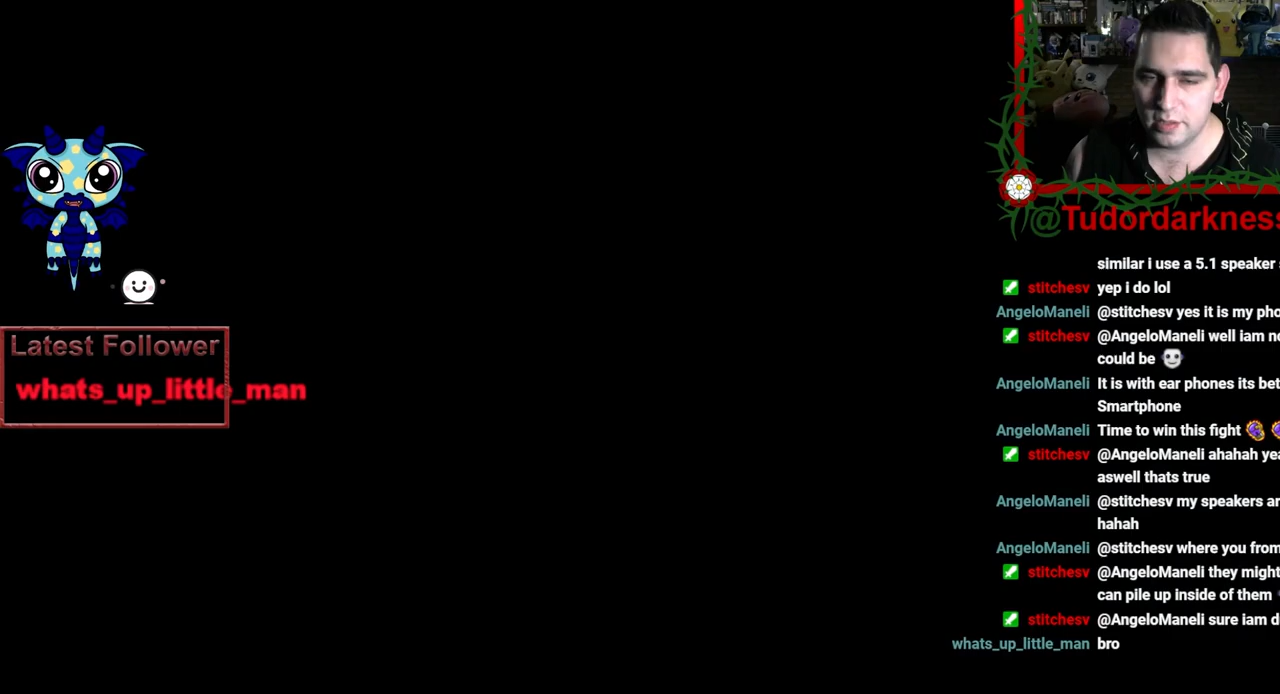 @Tudordarkness
similar i use a 5.1 speaker
stitchesv yep i do lol
AngeloManeli @stitchesv yes it is my pho
stitchesv @AngeloManeli well iam no
could be
AngeloManeli It is with ear phones its bet
Smartphone
AngeloManeli Time to win this fight
stitchesv @AngeloManeli ahahah yea
aswell thats true
AngeloManeli @stitchesv my speakers ar
hahah
AngeloManeli @stitchesv where you from
stitchesv @AngeloManeli they might
can pile up inside of them
stitchesv @AngeloManeli sure iam d
whats_up_little_man bro
Latest Follower
whats_up_little_man